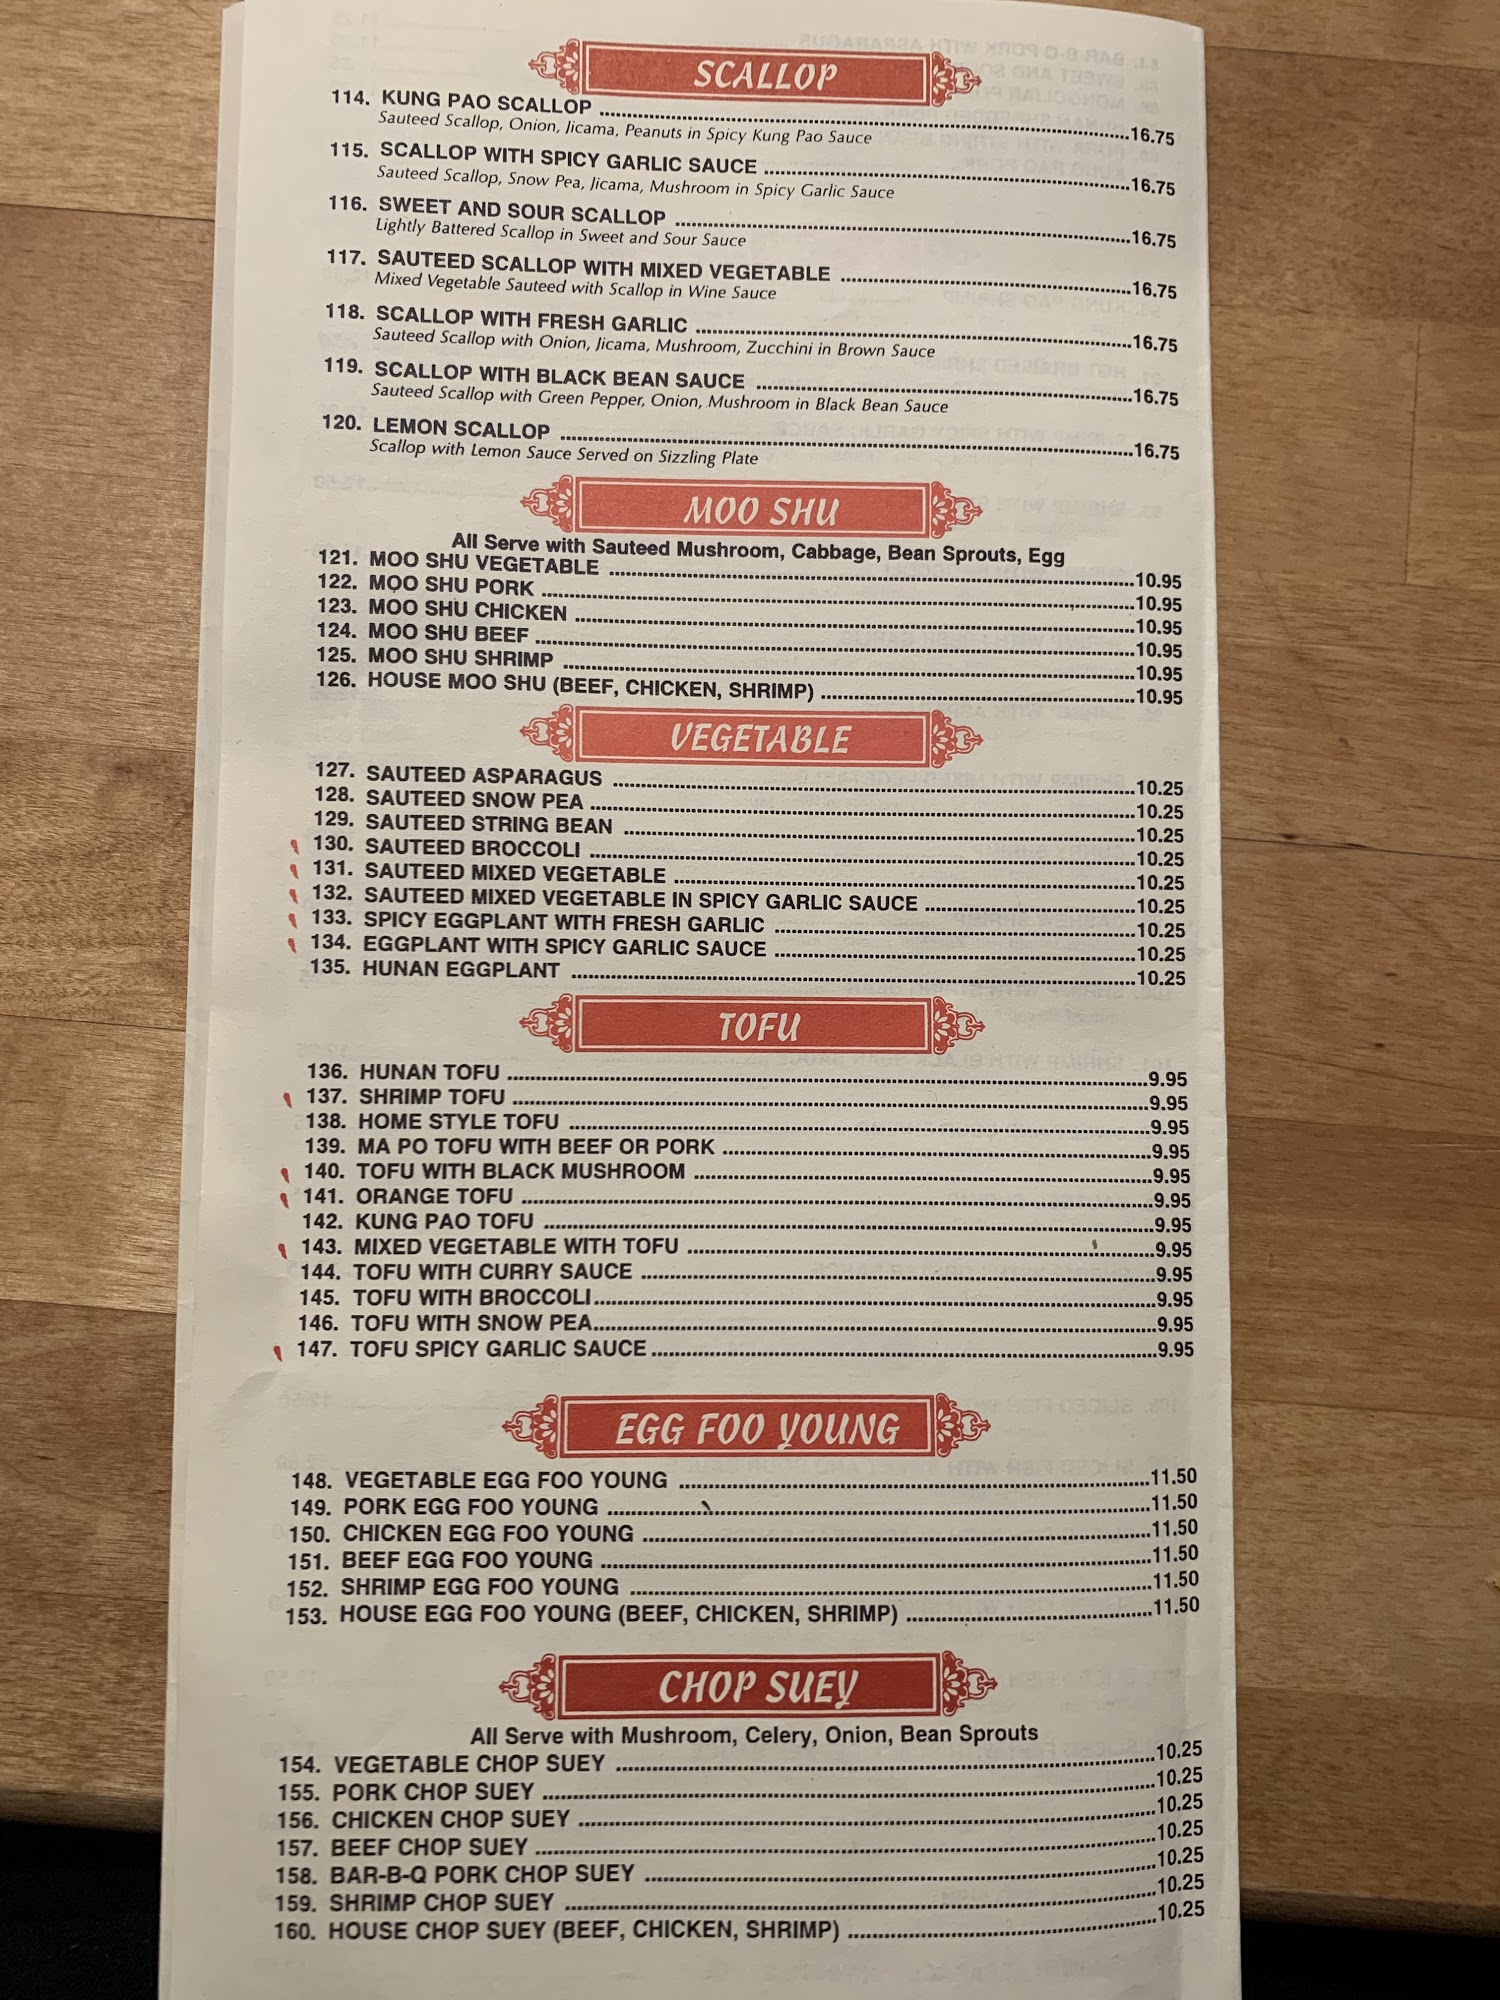 SCALLOP
114. KUNG PAO SCALLOP ........ 16.75
Sauteed Scallop, Onion, Jicama, Peanuts in Spicy Kung Pao Sauce
115. SCALLOP WITH SPICY GARLIC SAUCE ........ 16.75
Sauteed Scallop, Snow Pea, Jicama, Mushroom in Spicy Garlic Sauce
116. SWEET AND SOUR SCALLOP ........ 16.75
Lightly Battered Scallop in Sweet and Sour Sauce
117. SAUTEED SCALLOP WITH MIXED VEGETABLE ........ 16.75
Mixed Vegetable Sauteed with Scallop in Wine Sauce
118. SCALLOP WITH FRESH GARLIC ........ 16.75
Sauteed Scallop with Onion, Jicama, Mushroom, Zucchini in Brown Sauce
119. SCALLOP WITH BLACK BEAN SAUCE ........ 16.75
Sauteed Scallop with Green Pepper, Onion, Mushroom in Black Bean Sauce
120. LEMON SCALLOP ........ 16.75
Scallop with Lemon Sauce Served on Sizzling Plate
MOO SHU
All Serve with Sauteed Mushroom, Cabbage, Bean Sprouts, Egg
121. MOO SHU VEGETABLE ........ 10.95
122. MOO SHU PORK ........ 10.95
123. MOO SHU CHICKEN ........ 10.95
124. MOO SHU BEEF ........ 10.95
125. MOO SHU SHRIMP ........ 10.95
126. HOUSE MOO SHU (BEEF, CHICKEN, SHRIMP) ........ 10.95
VEGETABLE
127. SAUTEED ASPARAGUS ........ 10.25
128. SAUTEED SNOW PEA ........ 10.25
129. SAUTEED STRING BEAN ........ 10.25
130. SAUTEED BROCCOLI ........ 10.25
131. SAUTEED MIXED VEGETABLE ........ 10.25
132. SAUTEED MIXED VEGETABLE IN SPICY GARLIC SAUCE ........ 10.25
133. SPICY EGGPLANT WITH FRESH GARLIC ........ 10.25
134. EGGPLANT WITH SPICY GARLIC SAUCE ........ 10.25
135. HUNAN EGGPLANT ........ 10.25
TOFU
136. HUNAN TOFU ........ 9.95
137. SHRIMP TOFU ........ 9.95
138. HOME STYLE TOFU ........ 9.95
139. MA PO TOFU WITH BEEF OR PORK ........ 9.95
140. TOFU WITH BLACK MUSHROOM ........ 9.95
141. ORANGE TOFU ........ 9.95
142. KUNG PAO TOFU ........ 9.95
143. MIXED VEGETABLE WITH TOFU ........ 9.95
144. TOFU WITH CURRY SAUCE ........ 9.95
145. TOFU WITH BROCCOLI ........ 9.95
146. TOFU WITH SNOW PEA ........ 9.95
147. TOFU SPICY GARLIC SAUCE ........ 9.95
EGG FOO YOUNG
148. VEGETABLE EGG FOO YOUNG ........ 11.50
149. PORK EGG FOO YOUNG ........ 11.50
150. CHICKEN EGG FOO YOUNG ........ 11.50
151. BEEF EGG FOO YOUNG ........ 11.50
152. SHRIMP EGG FOO YOUNG ........ 11.50
153. HOUSE EGG FOO YOUNG (BEEF, CHICKEN, SHRIMP) ........ 11.50
CHOP SUEY
All Serve with Mushroom, Celery, Onion, Bean Sprouts
154. VEGETABLE CHOP SUEY ........ 10.25
155. PORK CHOP SUEY ........ 10.25
156. CHICKEN CHOP SUEY ........ 10.25
157. BEEF CHOP SUEY ........ 10.25
158. BAR-B-Q PORK CHOP SUEY ........ 10.25
159. SHRIMP CHOP SUEY ........ 10.25
160. HOUSE CHOP SUEY (BEEF, CHICKEN, SHRIMP) ........ 10.25